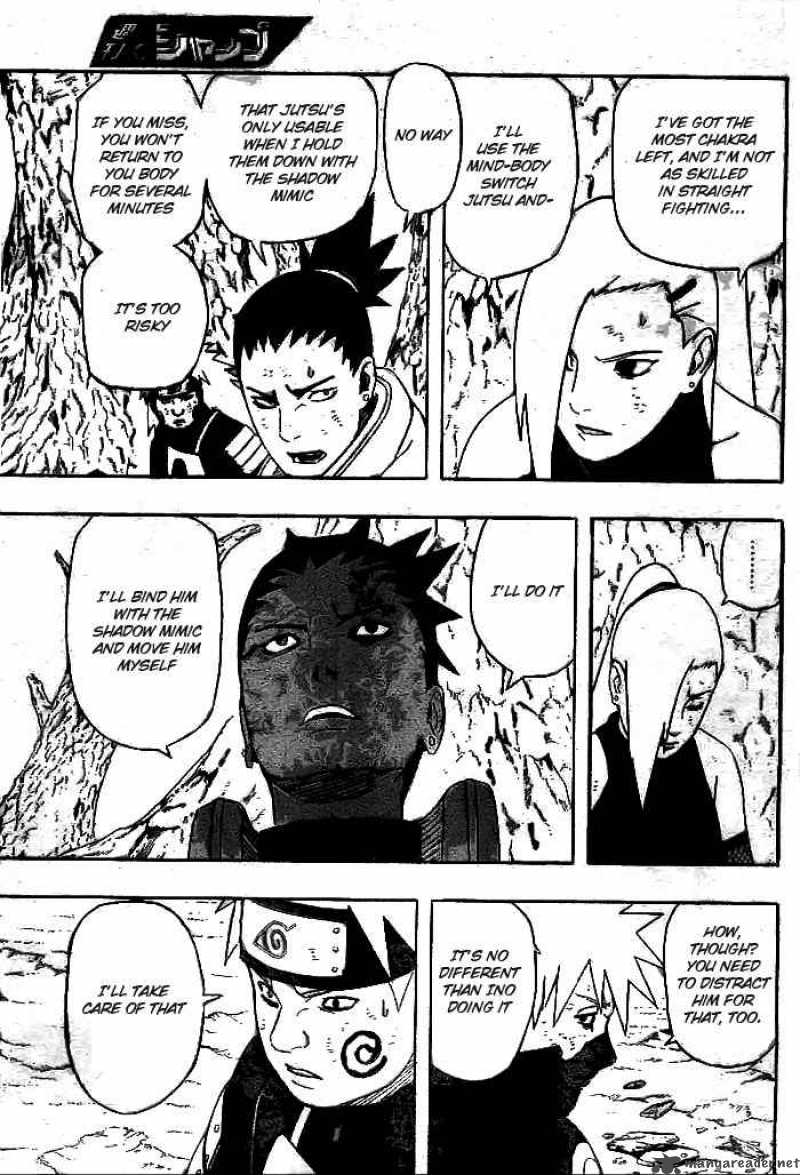 ジャンプ
I'VE GOT THE
MOST CHAKRA
LEFT, AND I'M NOT
AS SKILLED
IN STRAIGHT
FIGHTING...
I'LL
USE THE
MIND-BODY
SWITCH
JUTSU AND-
NO WAY
THAT JUTSU'S
ONLY USABLE
WHEN I HOLD
THEM DOWN WITH
THE SHADOW
MIMIC
IF YOU MISS,
YOU WON'T
RETURN TO
YOU BODY
FOR SEVERAL
MINUTES
IT'S TOO
RISKY
.........
I'LL DO IT
I'LL BIND HIM
WITH THE
SHADOW MIMIC
AND MOVE HIM
MYSELF
HOW,
THOUGH?
YOU NEED
TO DISTRACT
HIM FOR
THAT, TOO.
IT'S NO
DIFFERENT
THAN INO
DOING IT
I'LL TAKE
CARE OF THAT
mangareader.net